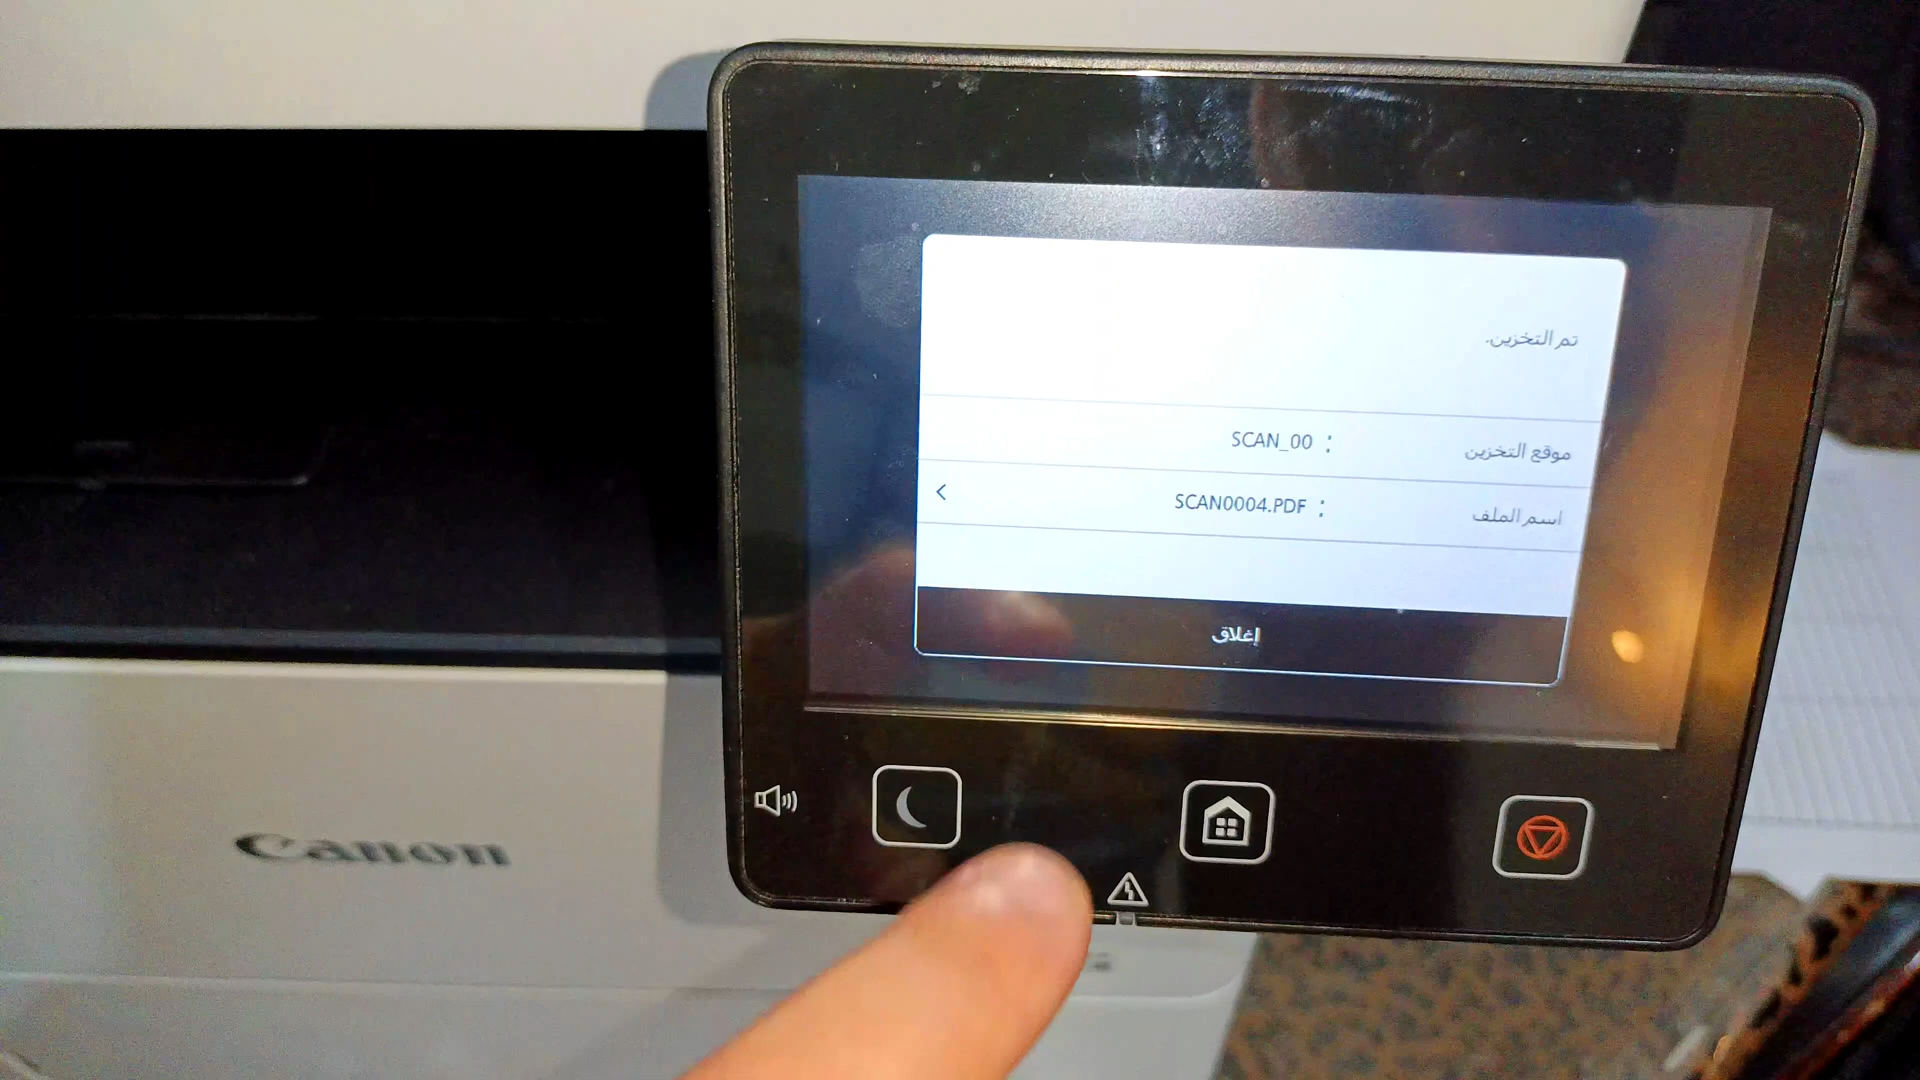 تم التخزين.
موقع التخزين : SCAN_00
اسم الملف : SCAN0004.PDF
إغلاق
Canon